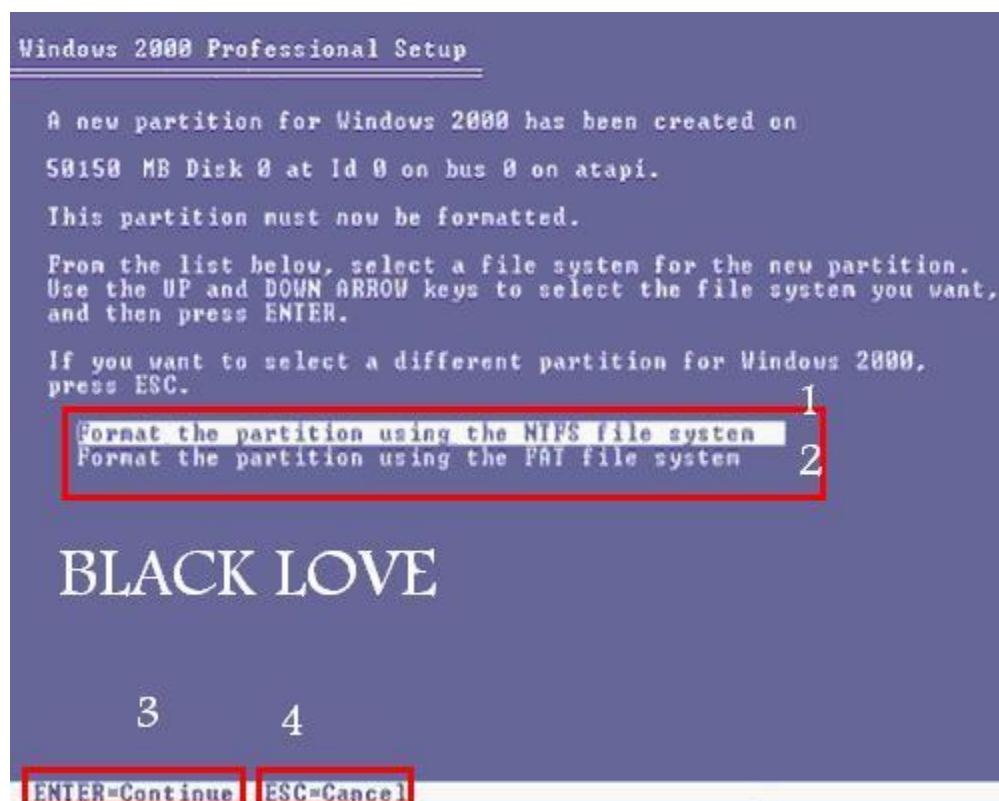 Windows 2000 Professional Setup
A new partition for Windows 2000 has been created on
50150 MB Disk 0 at Id 0 on bus 0 on atapi.
This partition must now be formatted.
From the list below, select a file system for the new partition.
Use the UP and DOWN ARROW keys to select the file system you want,
and then press ENTER.
If you want to select a different partition for Windows 2000,
press ESC.
1
Format the partition using the NTFS file system
Format the partition using the FAT file system 2
BLACK LOVE
3 4
ENTER=Continue ESC=Cancel